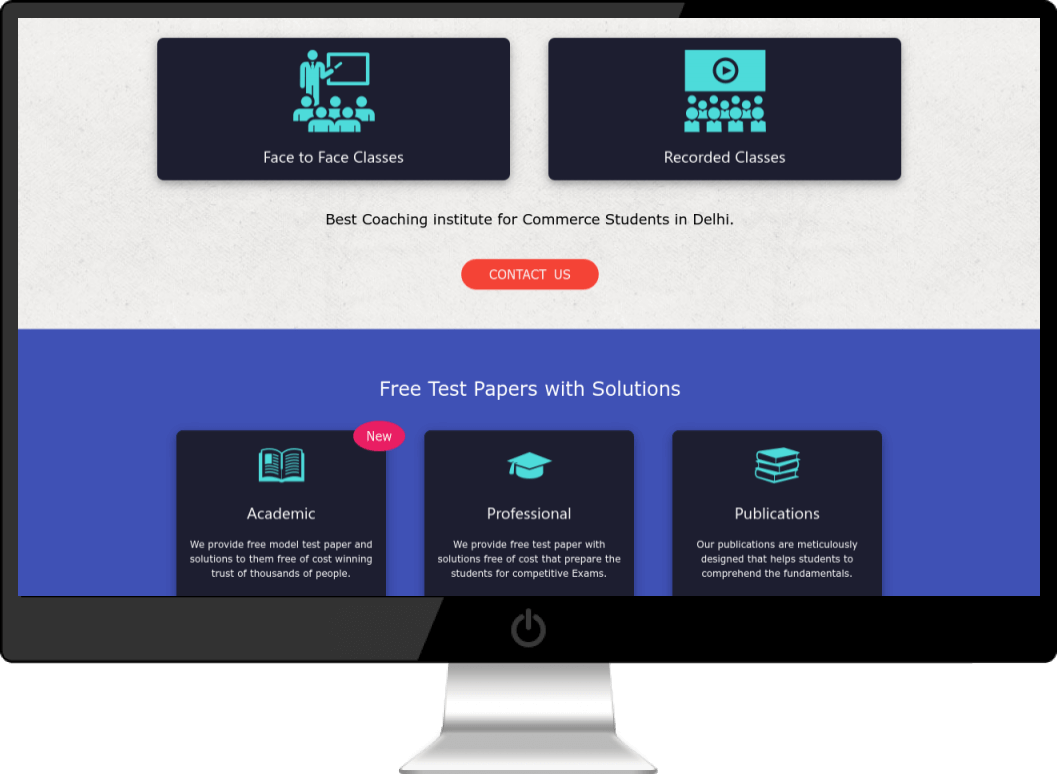 Face to Face Classes
Recorded Classes
Best Coaching institute for Commerce Students in Delhi.
CONTACT US
Free Test Papers with Solutions
New
Academic
We provide free model test paper and
solutions to them free of cost winning
trust of thousands of people.
Professional
We provide free test paper with
solutions free of cost that prepare the
students for competitive Exams.
Publications
Our publications are meticulously
designed that helps students to
comprehend the fundamentals.